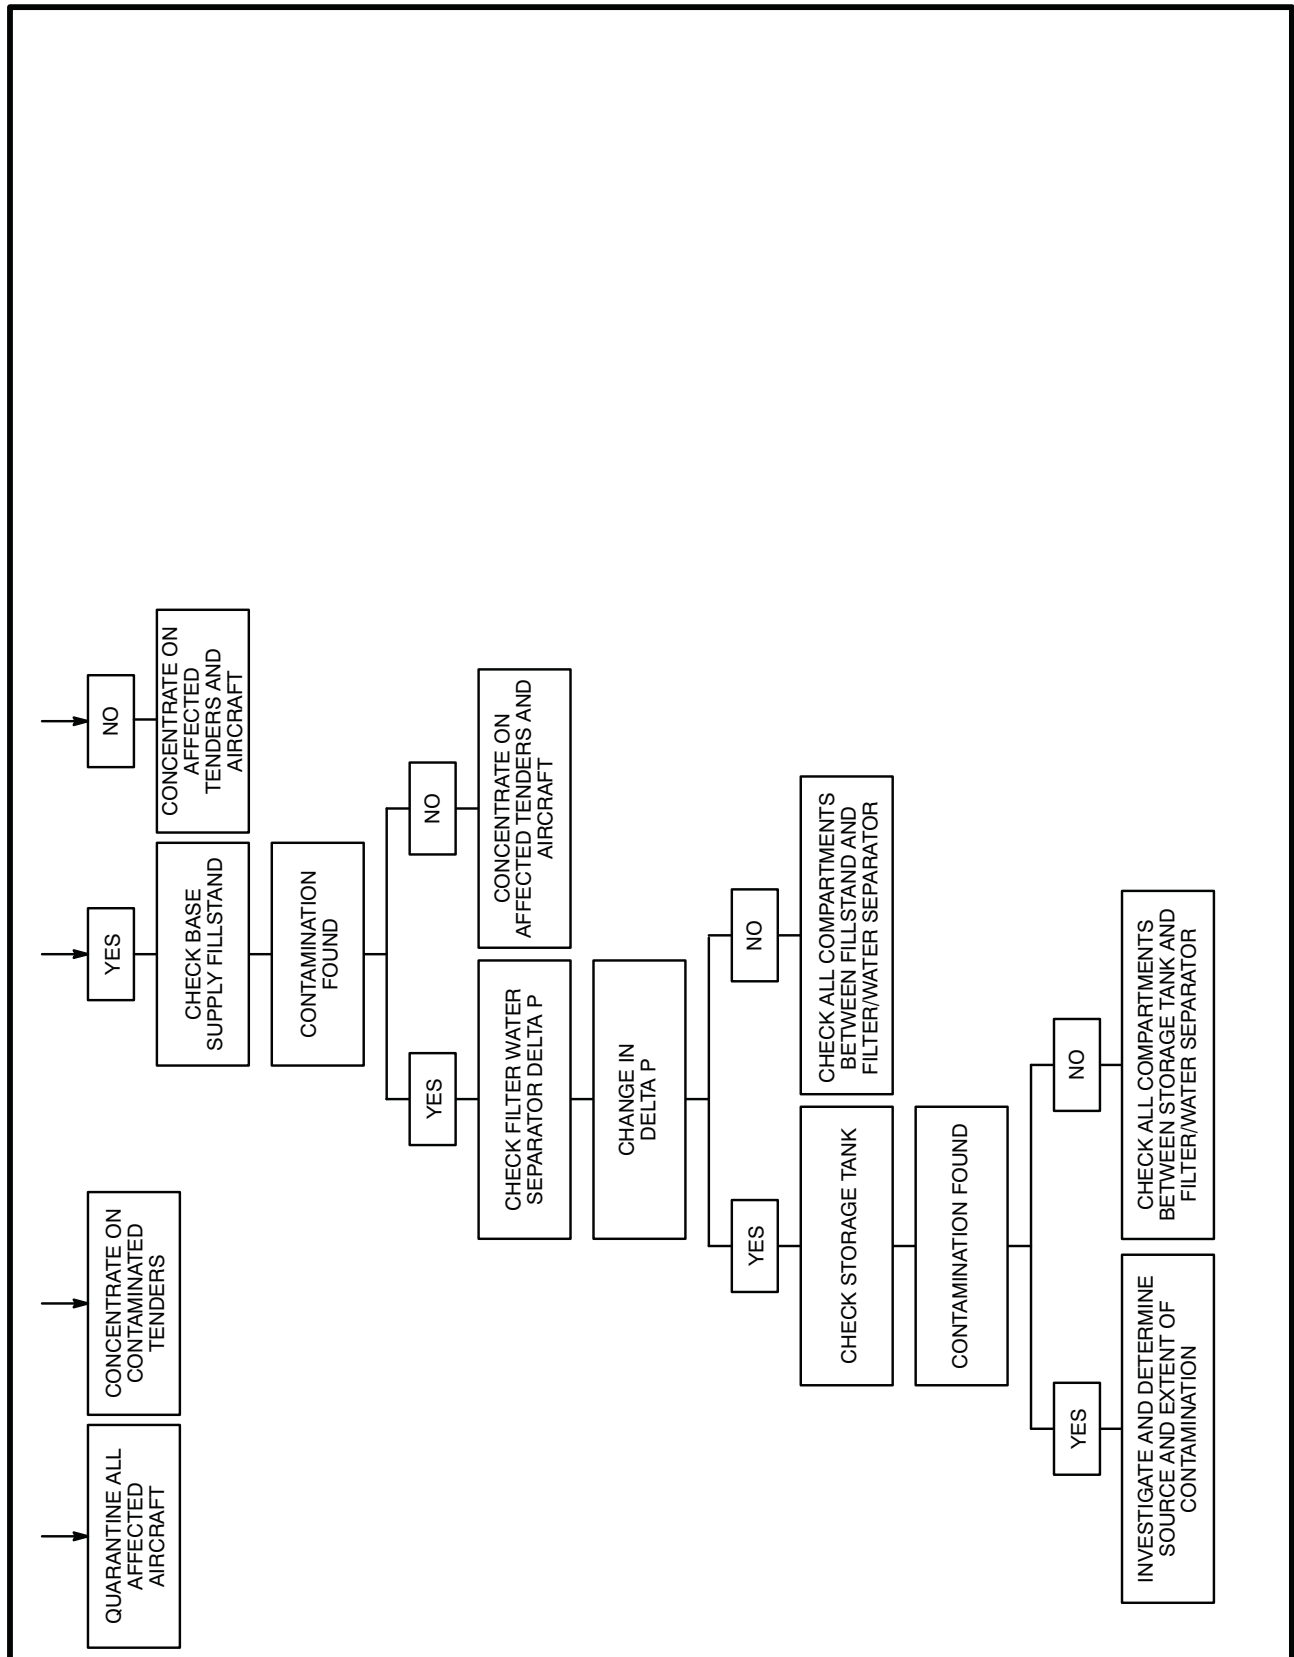 QUARANTINE ALL
AFFECTED
AIRCRAFT
CONCENTRATE ON
CONTAMINATED
TENDERS
YES
NO
CHECK BASE
SUPPLY FILLSTAND
CONCENTRATE ON
AFFECTED
TENDERS AND
AIRCRAFT
CONTAMINATION
FOUND
YES
NO
CHECK FILTER WATER
SEPARATOR DELTA P
CONCENTRATE ON
AFFECTED TENDERS AND
AIRCRAFT
CHANGE IN
DELTA P
YES
NO
CHECK STORAGE TANK
CHECK ALL COMPARTMENTS
BETWEEN FILLSTAND AND
FILTER/WATER SEPARATOR
CONTAMINATION FOUND
YES
NO
INVESTIGATE AND DETERMINE
SOURCE AND EXTENT OF
CONTAMINATION
CHECK ALL COMPARTMENTS
BETWEEN STORAGE TANK AND
FILTER/WATER SEPARATOR